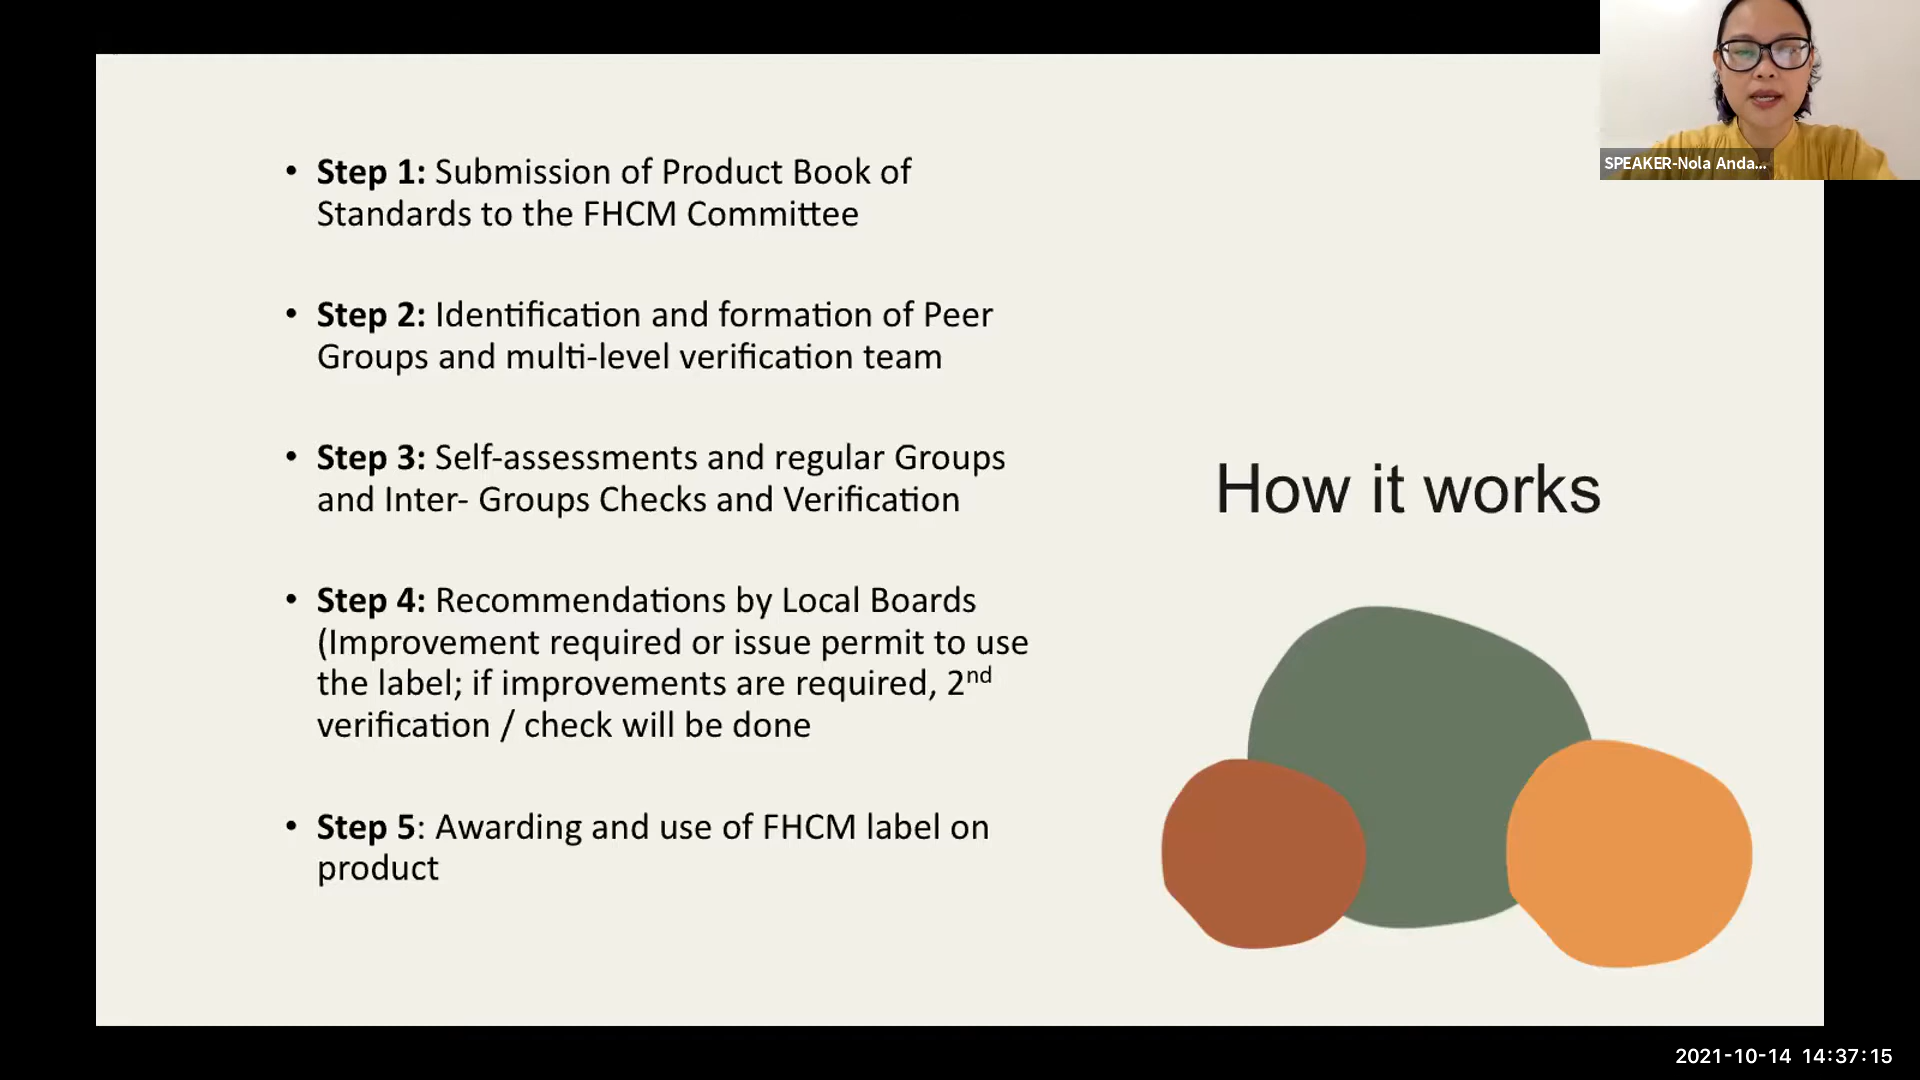 SPEAKER-Nola Anda...
• Step 1: Submission of Product Book of
Standards to the FHCM Committee
• Step 2: Identification and formation of Peer
Groups and multi-level verification team
• Step 3: Self-assessments and regular Groups
and Inter- Groups Checks and Verification
• Step 4: Recommendations by Local Boards
(Improvement required or issue permit to use
the label; if improvements are required, 2nd
verification / check will be done
• Step 5: Awarding and use of FHCM label on
product
How it works
2021-10-14 14:37:15